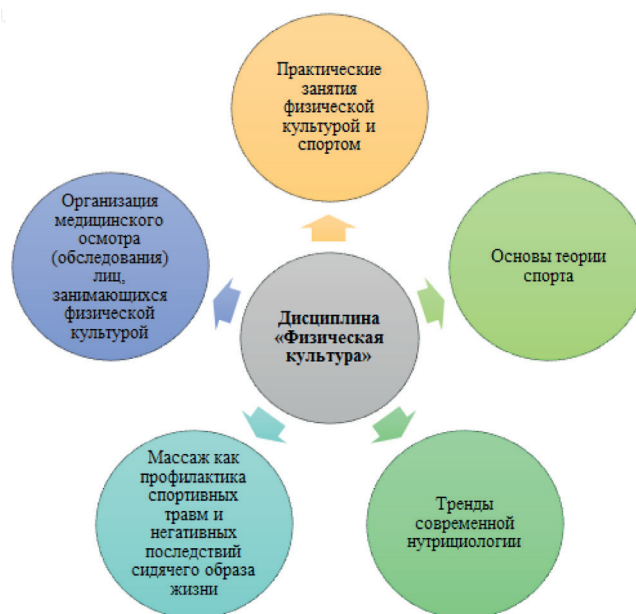 Практические
занятия
физической
культурой и
спортом
Организация
медицинского
осмотра
(обследования)
лиц,
занимающихся
физической
культурой
Основы теории
спорта
Дисциплина
«Физическая
культура»
Массаж как
профилактика
спортивных
травм и
негативных
последствий
сидячего образа
жизни
Тренды
современной
нутрициологии